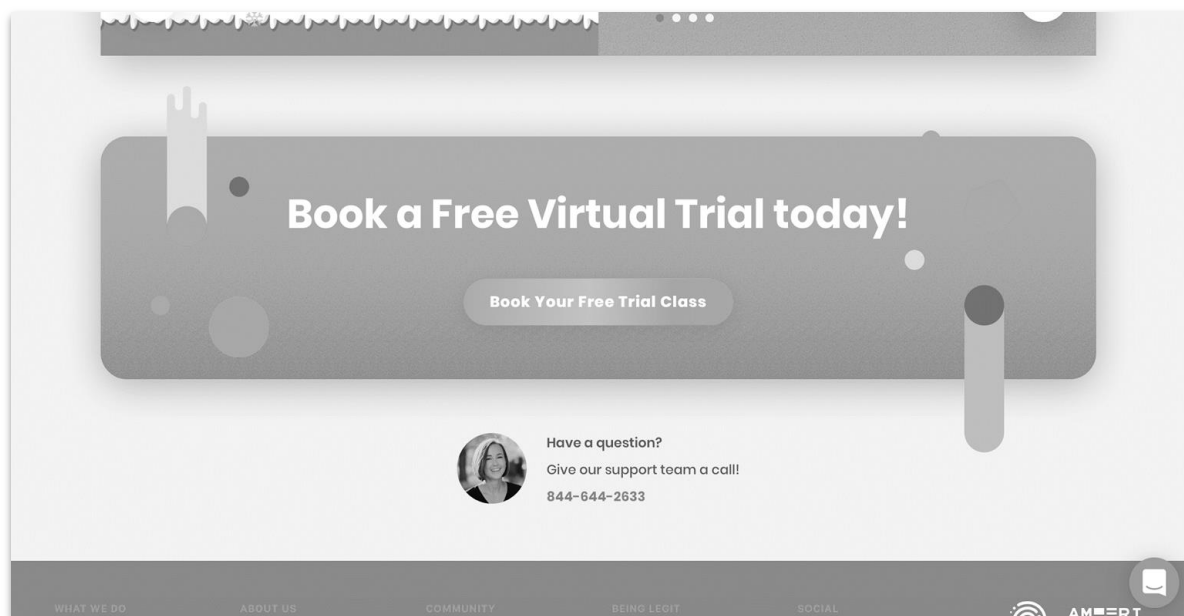 Book a Free Virtual Trial today!
Book Your Free Trial Class
Have a question?
Give our support team a call!
844-644-2633
WHAT WE DO ABOUT US COMMUNITY BEING LEGIT SOCIAL